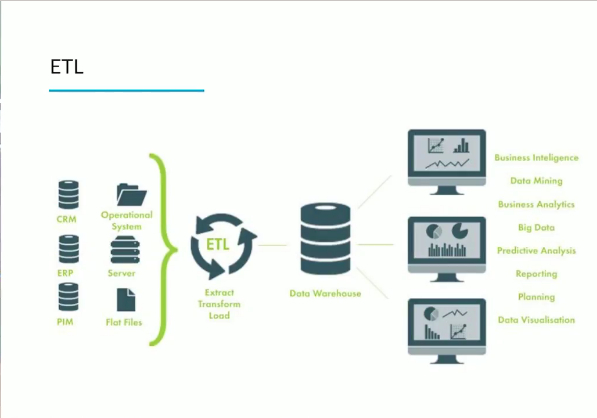 ETL
CRM
Operational
System
ERP
Server
PIM
Flat Files
ETL
Extract
Transform
Load
Data Warehouse
Business Inteligence
Data Mining
Business Analytics
Big Data
Predictive Analysis
Reporting
Planning
Data Visualisation